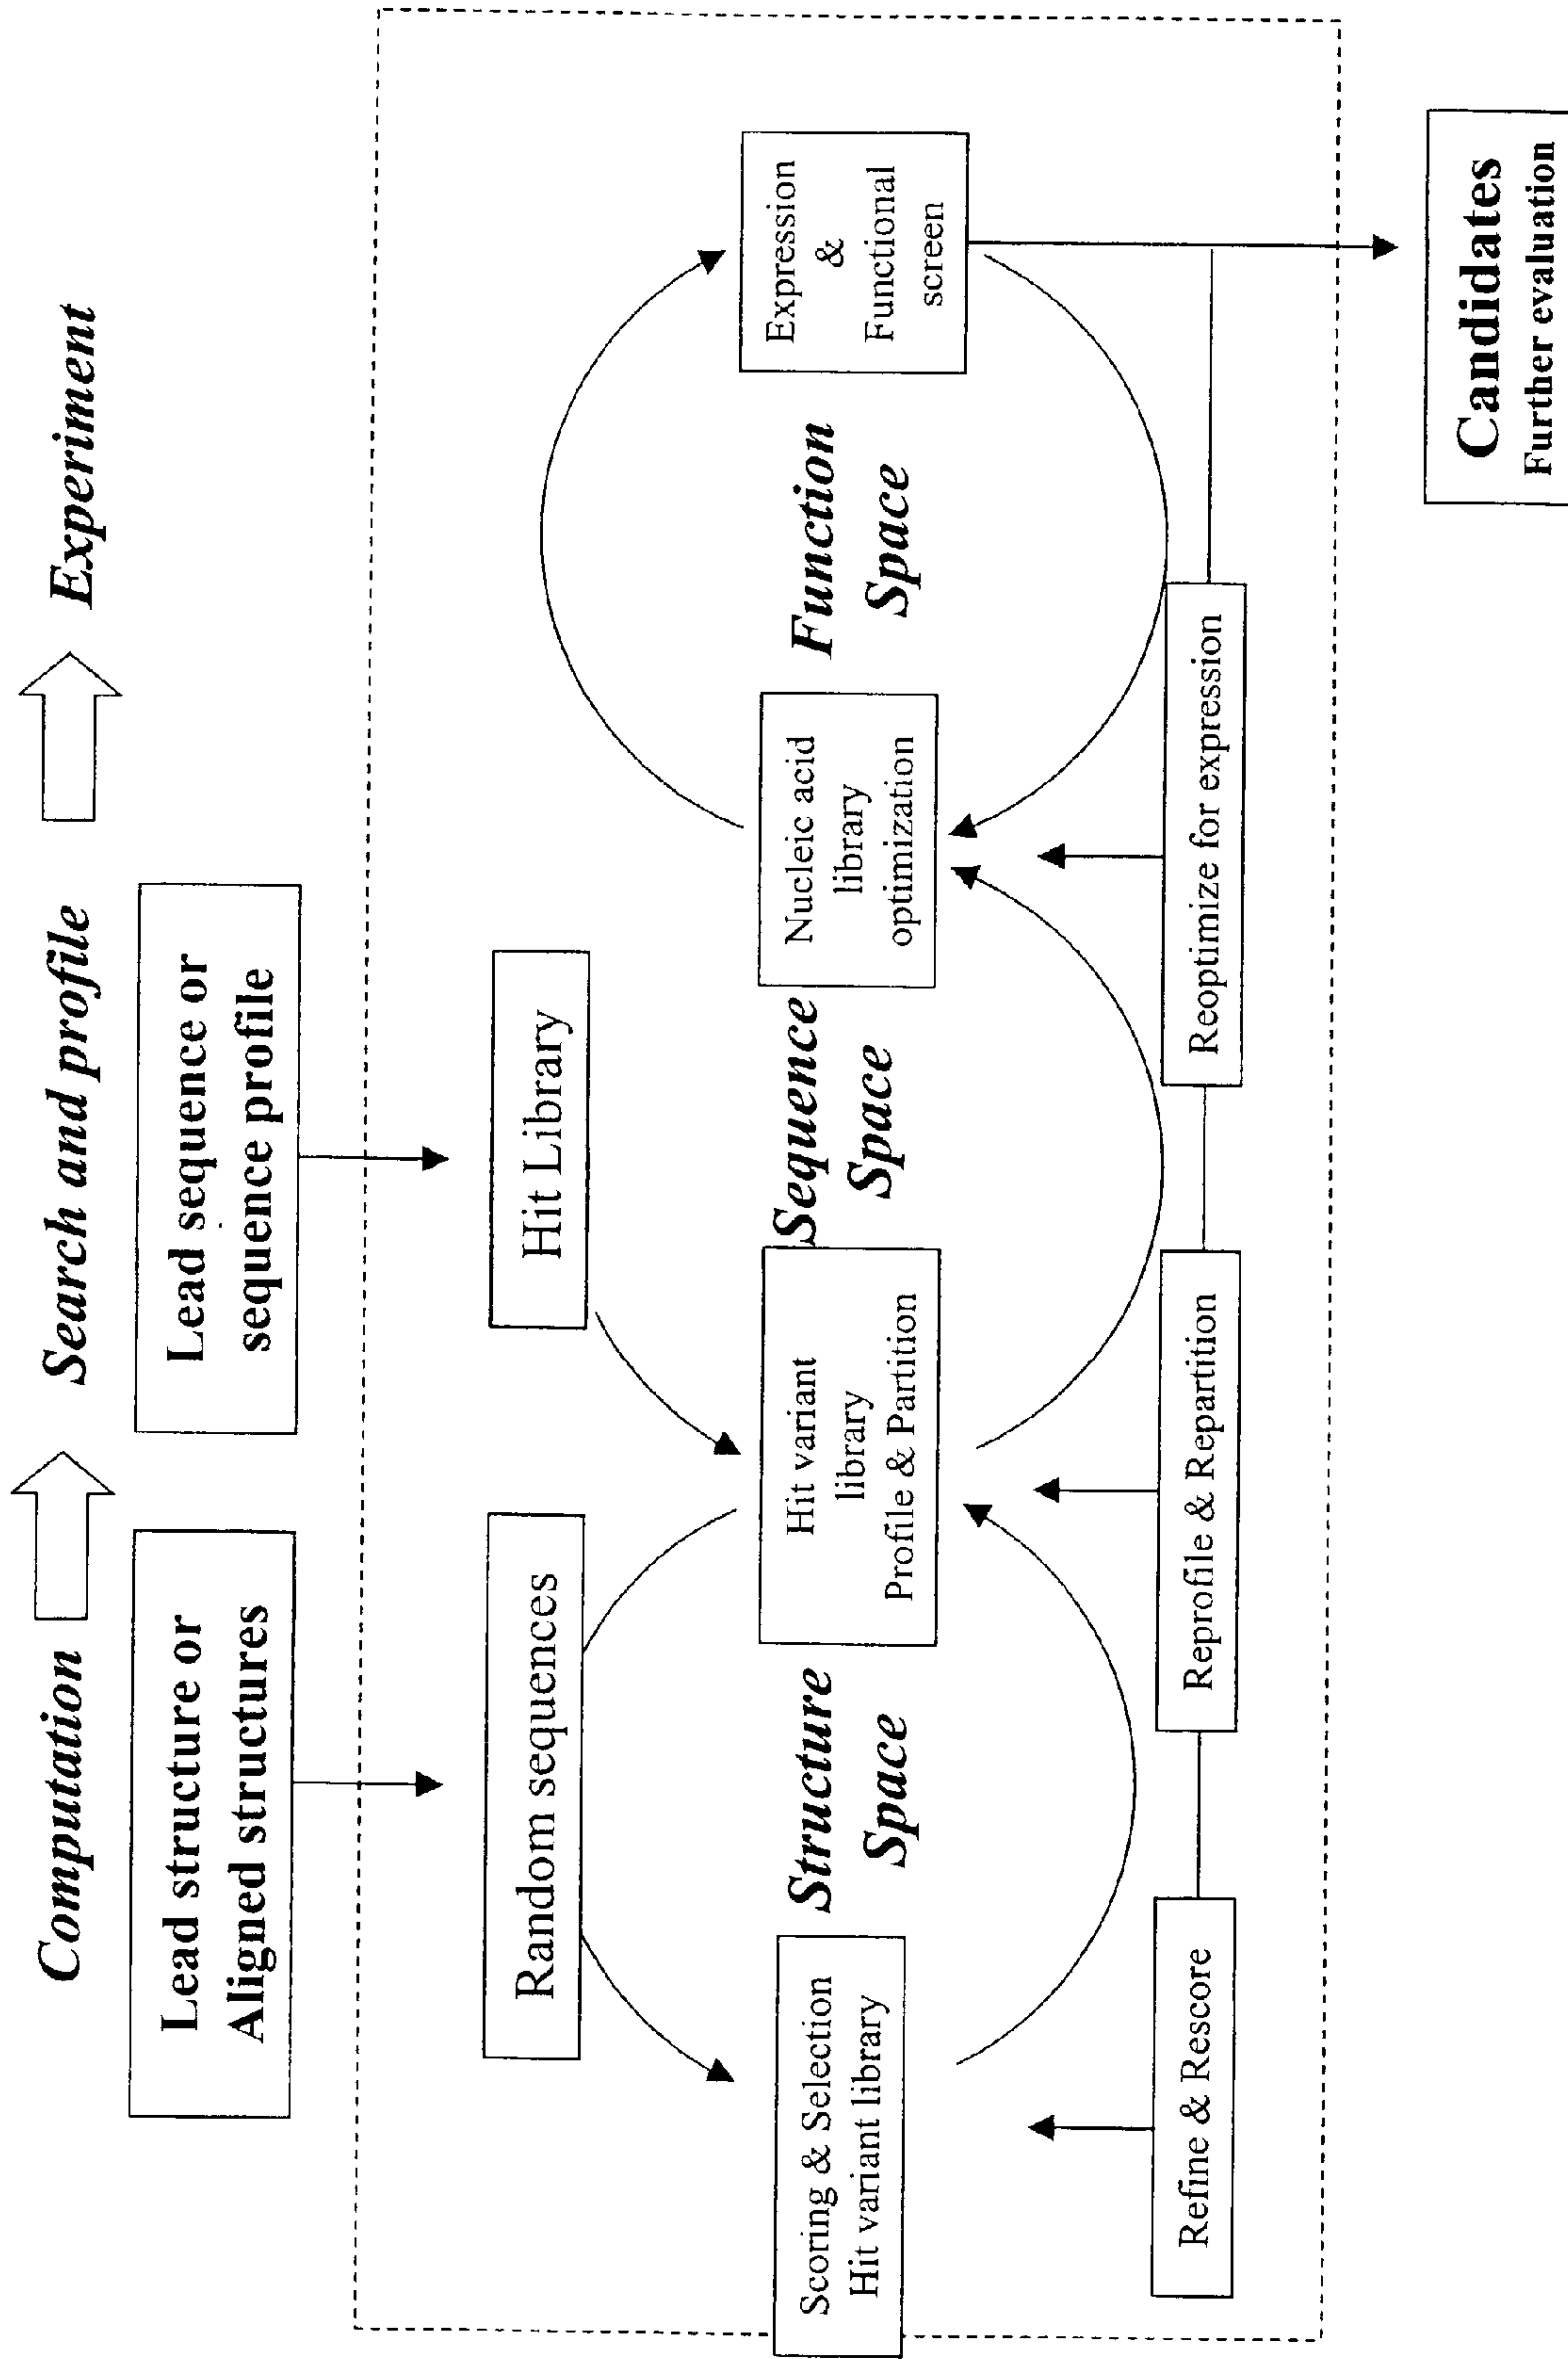 Computation
Search and profile
Experiment
Lead structure or
Aligned structures
Lead sequence or
sequence profile
Random sequences
Hit Library
Scoring & Selection
Hit variant library
Structure
Space
Hit variant
library
Profile & Partition
Sequence
Space
Nucleic acid
library
optimization
Function
Space
Expression
&
Functional
screen
Refine & Rescore
Reprofile & Repartition
Reoptimize for expression
Candidates
Further evaluation